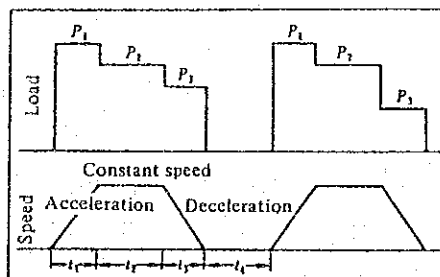 P₁ P₂ P₃ P₁ P₂ P₃
Load
Constant speed
Acceleration Deceleration
Speed
t₁ t₂ t₃ t₄